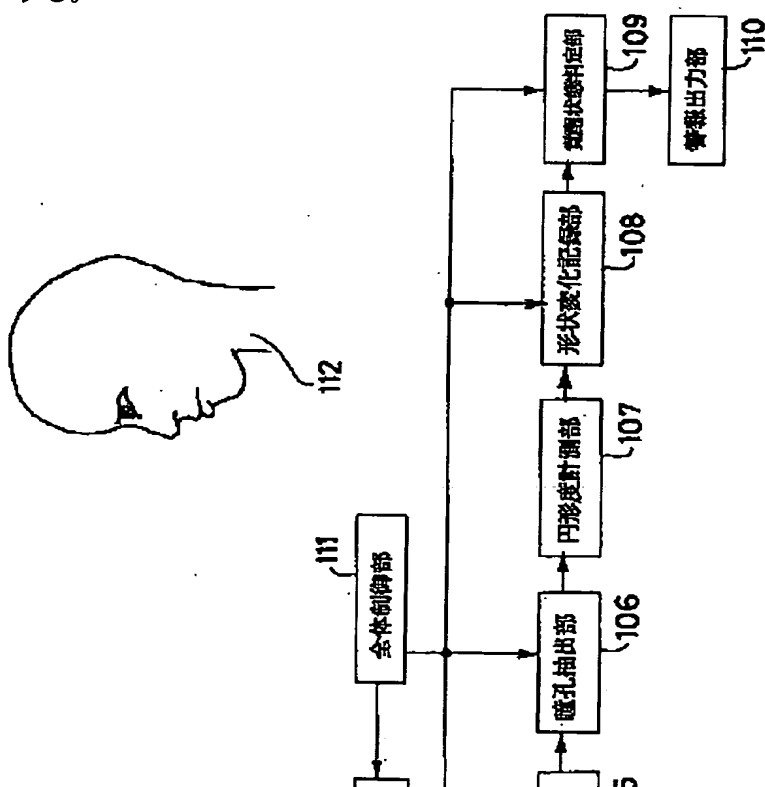 する。
覚醒状態判定部
109
警報出力部
110
形状変化記録部
108
112
円形度計測部
107
全体制御部
111
瞳孔抽出部
106